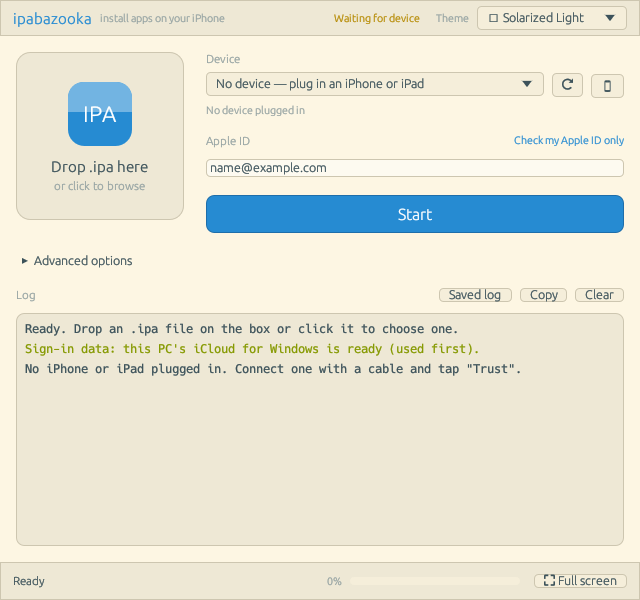 ipabazooka install apps on your iPhone Waiting for device Theme Solarized Light
Device
IPA
Drop .ipa here
or click to browse
No device — plug in an iPhone or iPad
No device plugged in
Apple ID Check my Apple ID only
name@example.com
Start
Advanced options
Log Saved log Copy Clear
Ready. Drop an .ipa file on the box or click it to choose one.
Sign-in data: this PC's iCloud for Windows is ready (used first).
No iPhone or iPad plugged in. Connect one with a cable and tap "Trust".
Ready 0% Full screen